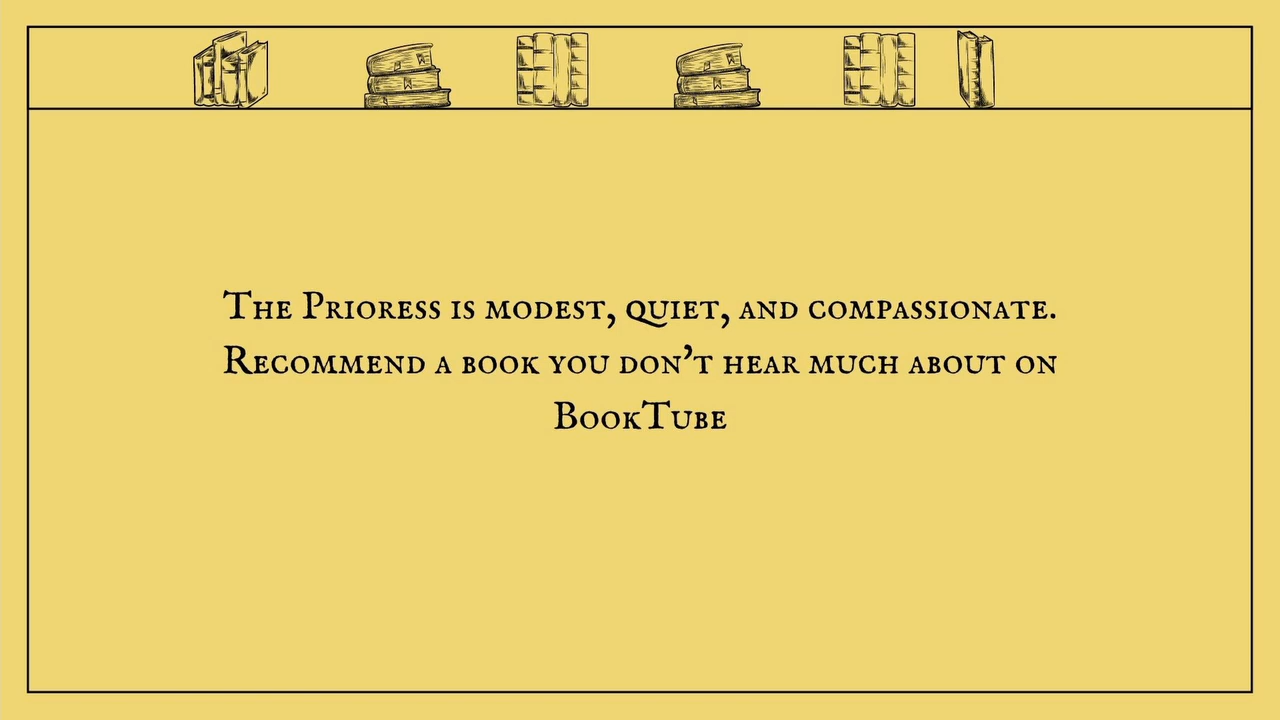 The Prioress is modest, quiet, and compassionate.
Recommend a book you don't hear much about on
BookTube